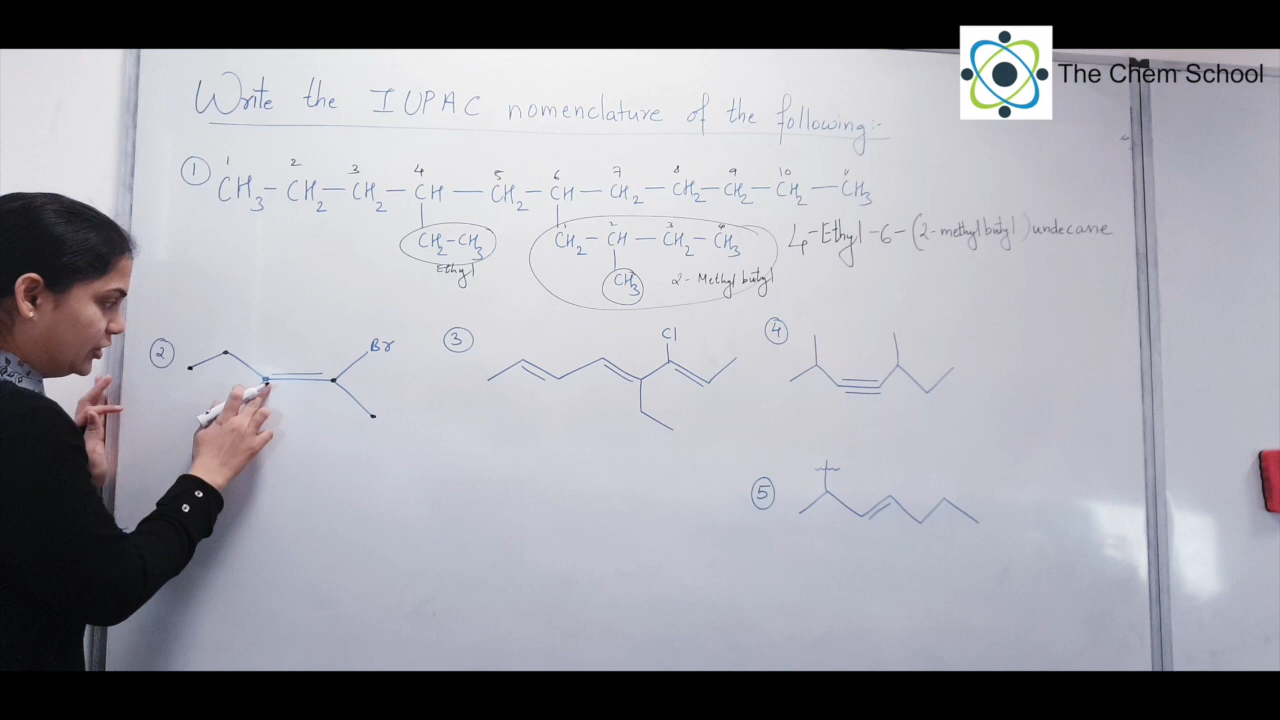 The Chem School
Write the IUPAC nomenclature of the following:-
1 2 3 4 5 6 7 8 9 10 11
① CH3 - CH2 - CH2 - CH - CH2 - CH - CH2 - CH2 - CH2 - CH2 - CH3
1 2 3 4
CH2-CH3 CH2 - CH - CH2 - CH3 4-Ethyl-6-(2-methylbutyl)undecane
Ethyl CH3 2-Methyl butyl
② Br ③ Cl ④
⑤